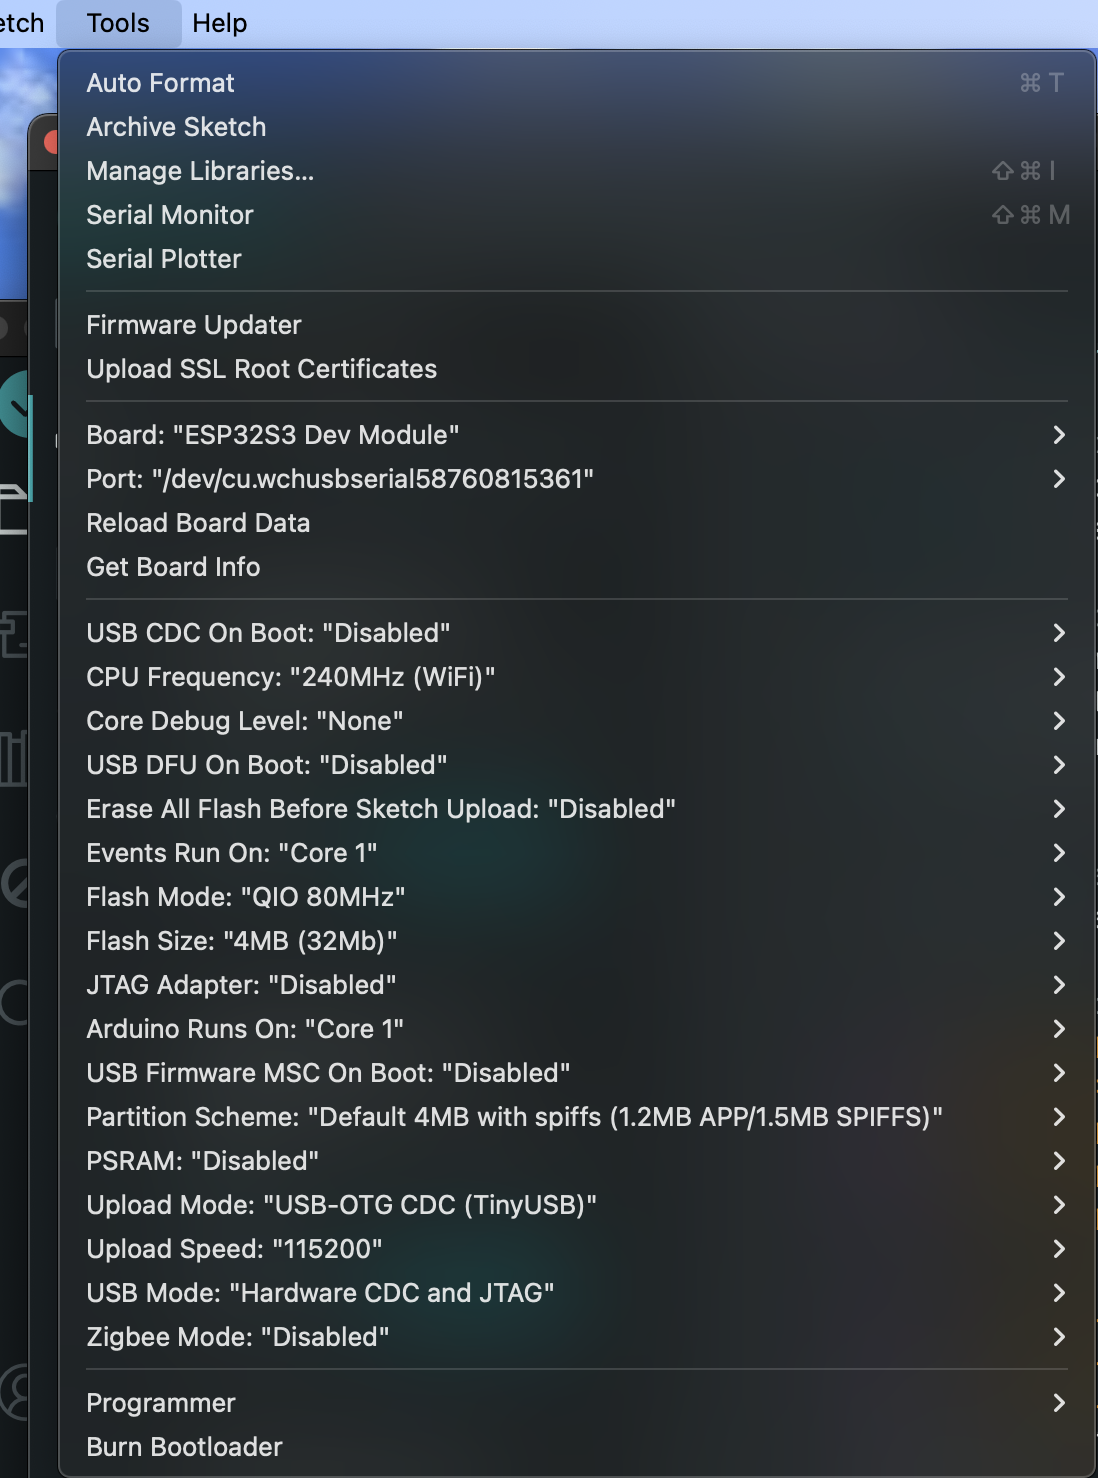 etch Tools Help
Auto Format ⌘ T
Archive Sketch
Manage Libraries... ⇧ ⌘ I
Serial Monitor ⇧ ⌘ M
Serial Plotter
Firmware Updater
Upload SSL Root Certificates
Board: "ESP32S3 Dev Module"
Port: "/dev/cu.wchusbserial58760815361"
Reload Board Data
Get Board Info
USB CDC On Boot: "Disabled"
CPU Frequency: "240MHz (WiFi)"
Core Debug Level: "None"
USB DFU On Boot: "Disabled"
Erase All Flash Before Sketch Upload: "Disabled"
Events Run On: "Core 1"
Flash Mode: "QIO 80MHz"
Flash Size: "4MB (32Mb)"
JTAG Adapter: "Disabled"
Arduino Runs On: "Core 1"
USB Firmware MSC On Boot: "Disabled"
Partition Scheme: "Default 4MB with spiffs (1.2MB APP/1.5MB SPIFFS)"
PSRAM: "Disabled"
Upload Mode: "USB-OTG CDC (TinyUSB)"
Upload Speed: "115200"
USB Mode: "Hardware CDC and JTAG"
Zigbee Mode: "Disabled"
Programmer
Burn Bootloader